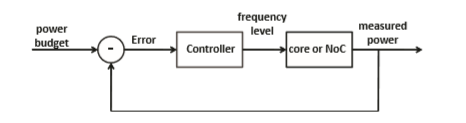 power
budget
-
Error
Controller
frequency
level
core or NoC
measured
power